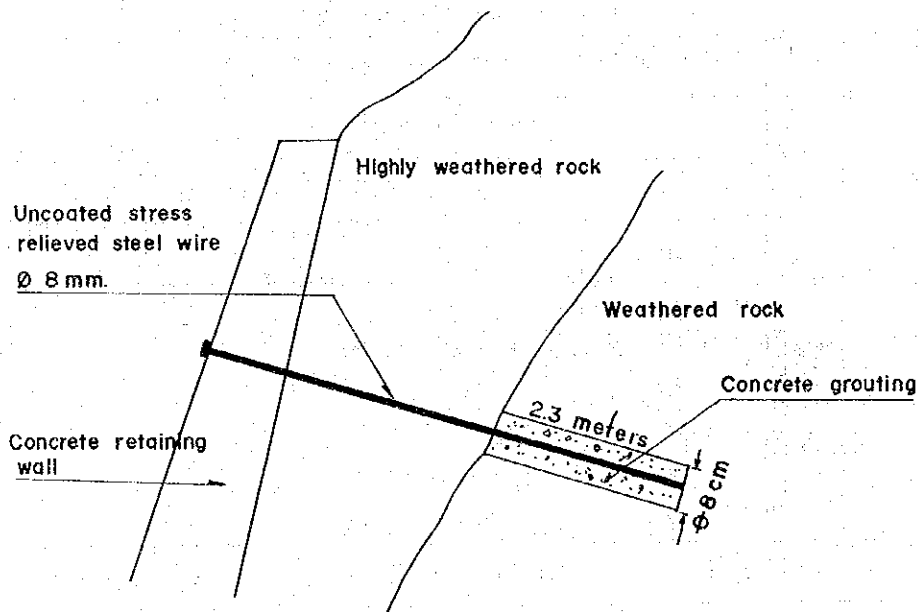 Highly weathered rock
Uncoated stress
relieved steel wire
Ø 8 mm.
Weathered rock
Concrete grouting
2.3 meters
Concrete retaining
wall
ϕ 8 cm